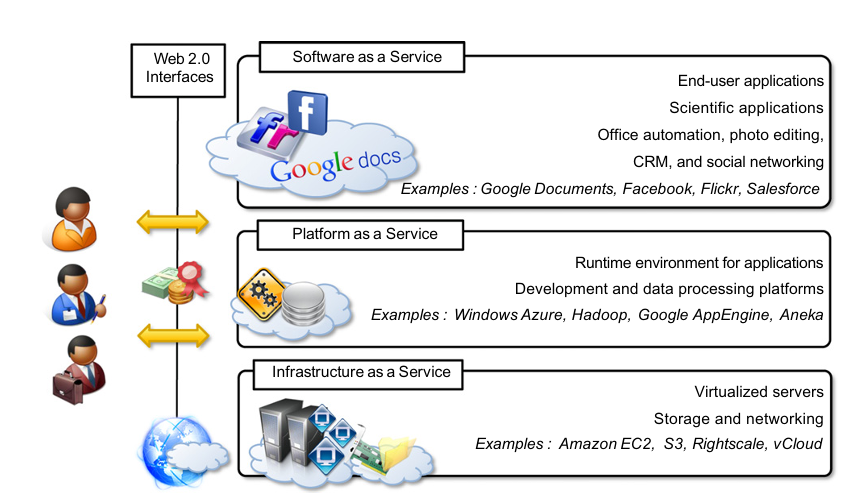 Web 2.0
Interfaces
Software as a Service
End-user applications
Scientific applications
Office automation, photo editing,
CRM, and social networking
f
fr
Google docs
Examples : Google Documents, Facebook, Flickr, Salesforce
Platform as a Service
Runtime environment for applications
Development and data processing platforms
Examples : Windows Azure, Hadoop, Google AppEngine, Aneka
Infrastructure as a Service
Virtualized servers
Storage and networking
Examples : Amazon EC2, S3, Rightscale, vCloud